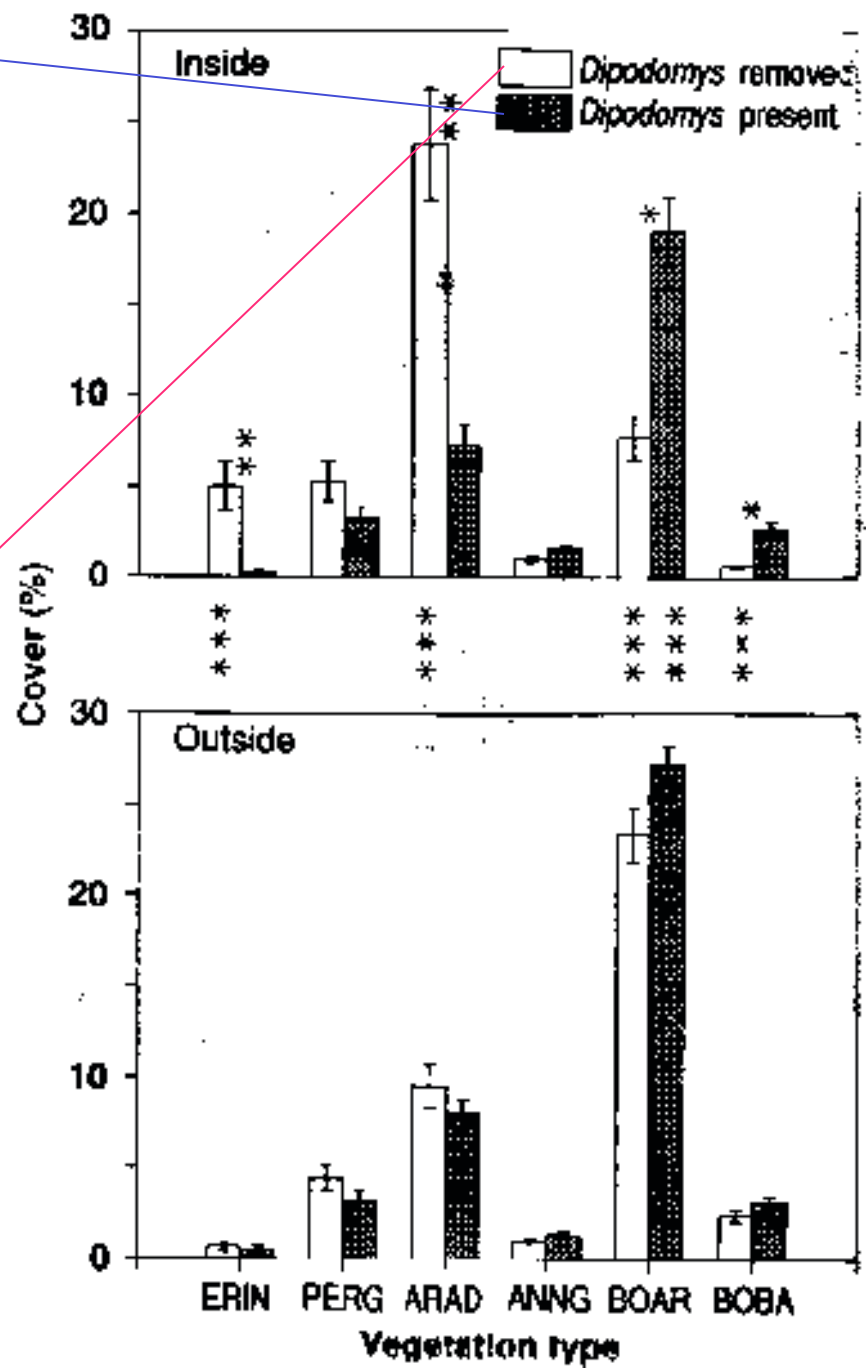 30
Inside
Dipodomys removed
Dipodomys present
**
20
*
*
10
**
*
0
*** *** *** *** ***
Cover (%)
30
Outside
20
10
0
ERIN PERG ARAD ANNG BOAR BOBA
Vegetation type